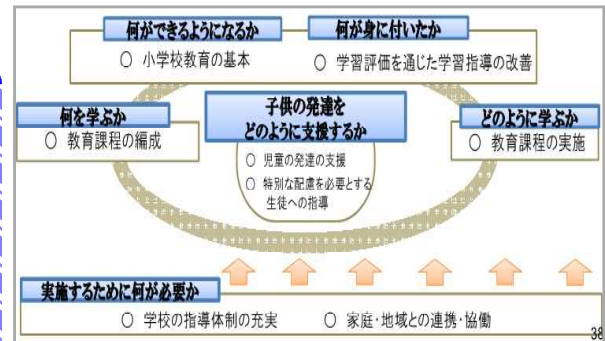 何ができるようになるか
何が身に付いたか
○ 小学校教育の基本
○ 学習評価を通じた学習指導の改善
何を学ぶか
○ 教育課程の編成
子供の発達を
どのように支援するか
○ 児童の発達の支援
○ 特別な配慮を必要とする
生徒への指導
どのように学ぶか
○ 教育課程の実施
実施するために何が必要か
○ 学校の指導体制の充実
○ 家庭・地域との連携・協働
38